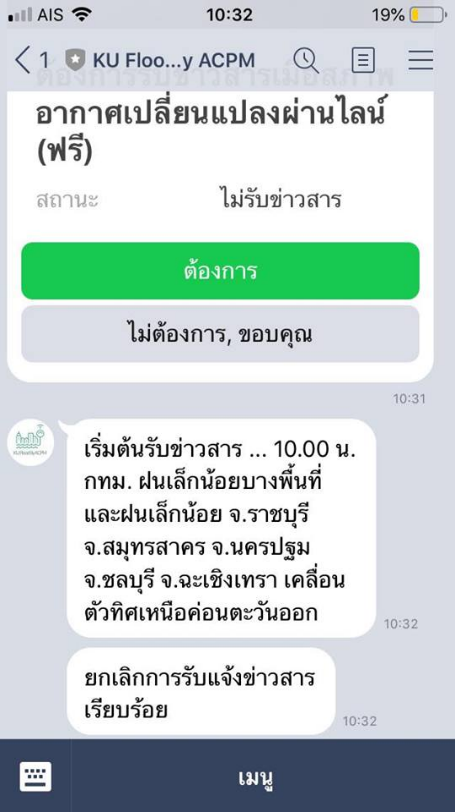 AIS
10:32
19%
1
KU Floo...y ACPM
ต้องการรับข่าวสารเมื่อสภาพ
อากาศเปลี่ยนแปลงผ่านไลน์
(ฟรี)
สถานะ ไม่รับข่าวสาร
ต้องการ
ไม่ต้องการ, ขอบคุณ
10:31
เริ่มต้นรับข่าวสาร ... 10.00 น.
กทม. ฝนเล็กน้อยบางพื้นที่
และฝนเล็กน้อย จ.ราชบุรี
จ.สมุทรสาคร จ.นครปฐม
จ.ชลบุรี จ.ฉะเชิงเทรา เคลื่อน
ตัวทิศเหนือค่อนตะวันออก
10:32
ยกเลิกการรับแจ้งข่าวสาร
เรียบร้อย
10:32
เมนู